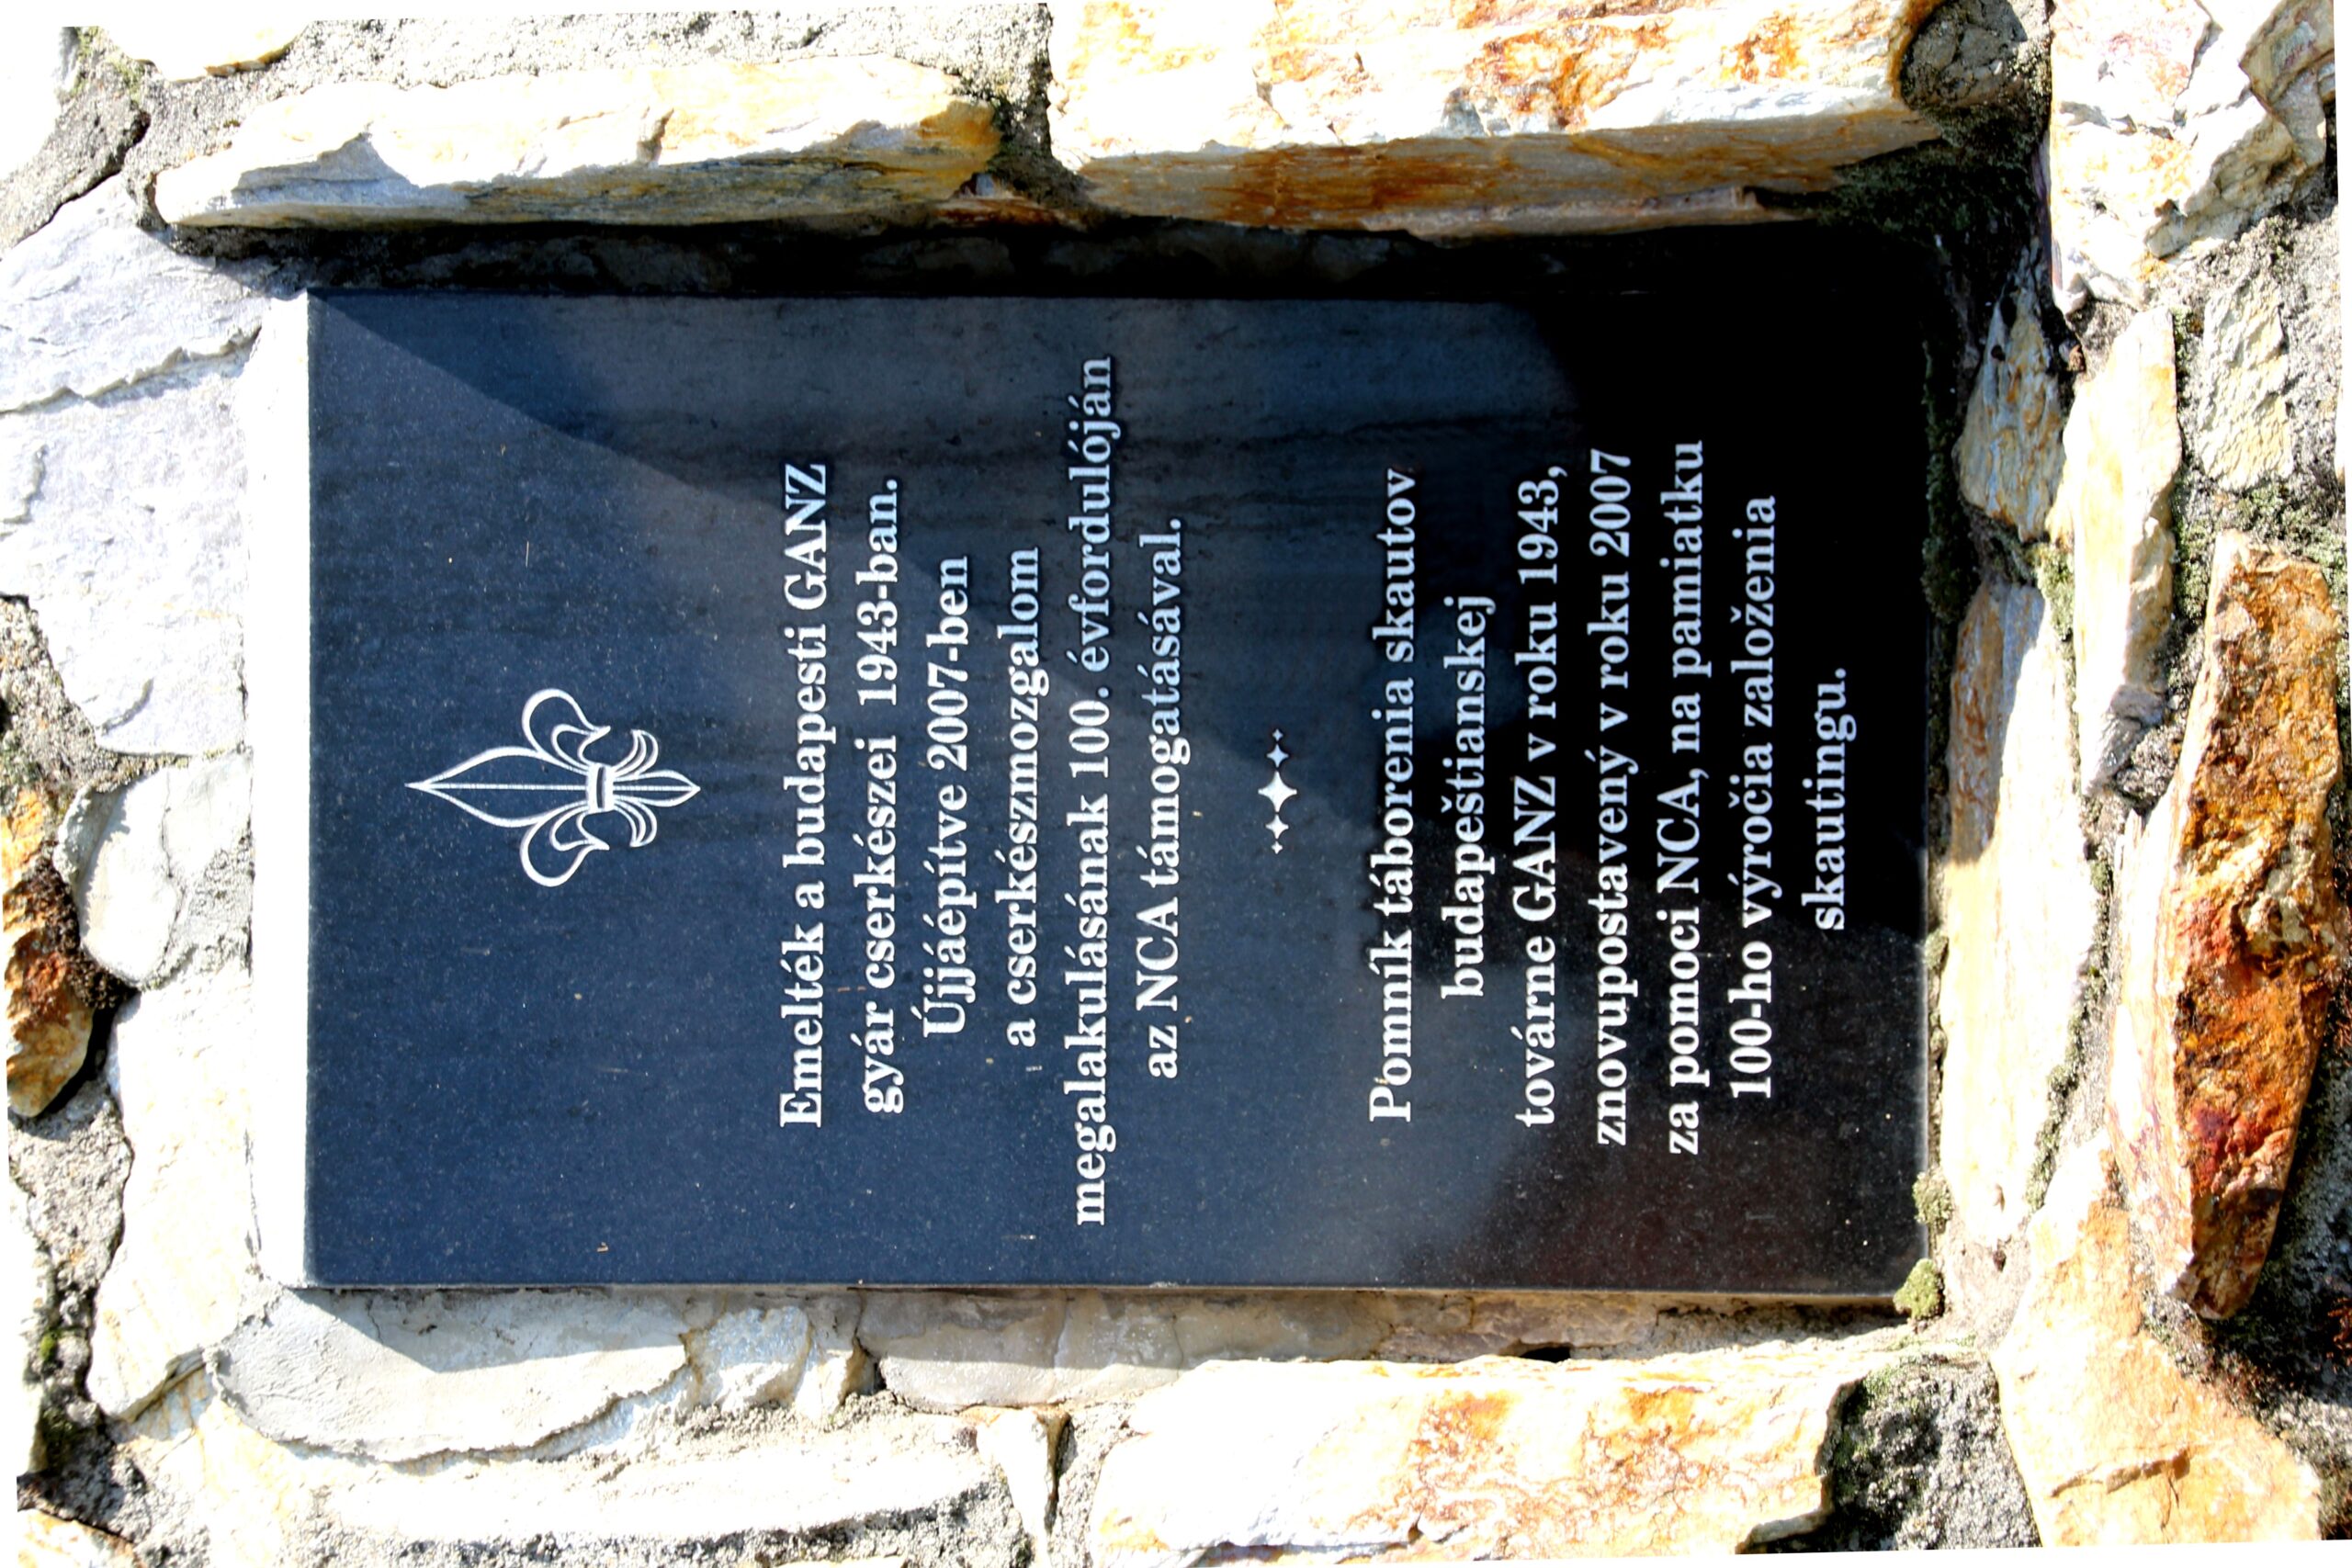 Emelték a budapesti GANZ
gyár cserkészei 1943-ban.
Újjáépítve 2007-ben
a cserkészmozgalom
megalakulásának 100. évfordulóján
az NCA támogatásával.
Pomník táborenia skautov
budapeštianskej
továrne GANZ v roku 1943,
znovupostavený v roku 2007
za pomoci NCA, na pamiatku
100-ho výročia založenia
skautingu.